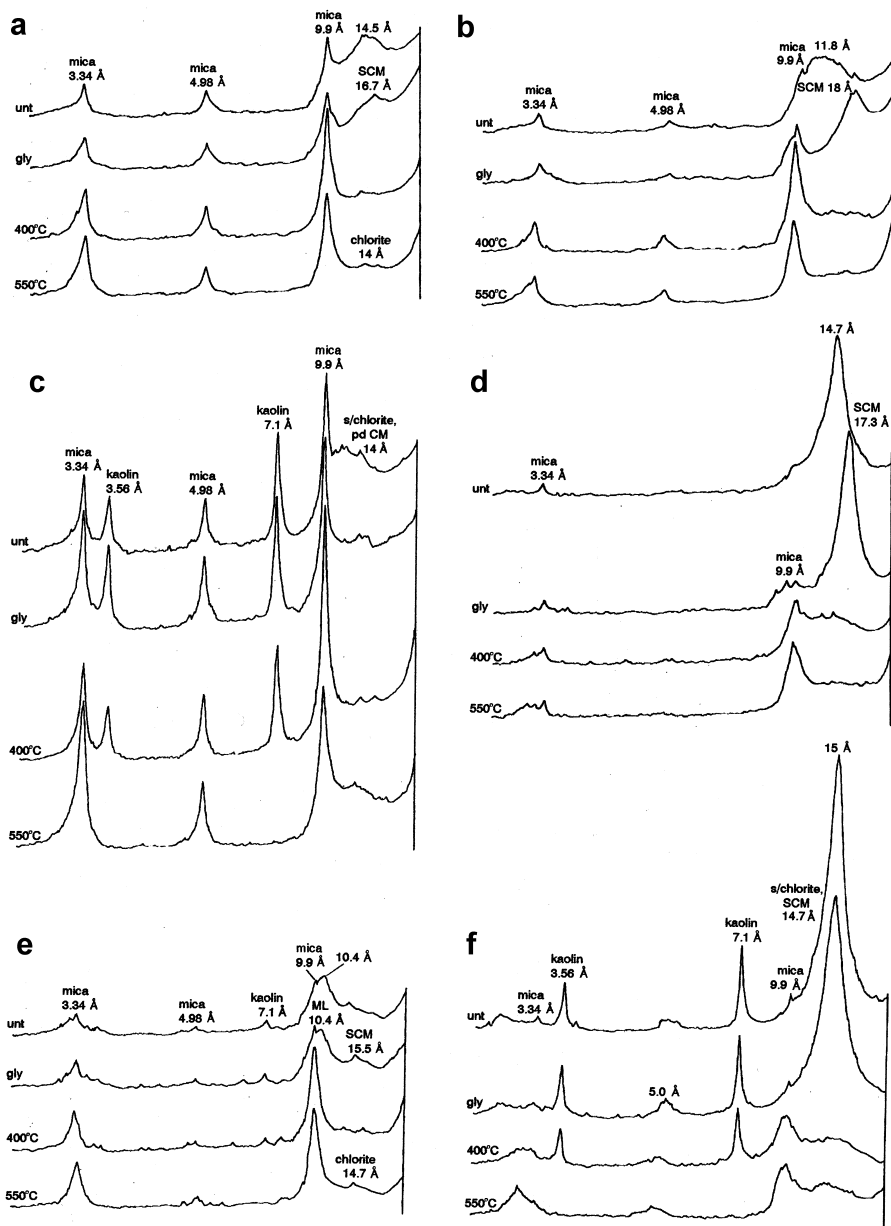 a
mica
9.9 Å
14.5 Å
mica
3.34 Å
mica
4.98 Å
SCM
16.7 Å
unt
gly
400°C
chlorite
14 Å
550°C
b
mica
9.9 Å
11.8 Å
SCM 18 Å
mica
3.34 Å
mica
4.98 Å
unt
gly
400°C
550°C
c
mica
9.9 Å
kaolin
7.1 Å
s/chlorite,
pd CM
14 Å
mica
3.34 Å
kaolin
3.56 Å
mica
4.98 Å
unt
gly
400°C
550°C
d
14.7 Å
SCM
17.3 Å
mica
3.34 Å
unt
mica
9.9 Å
gly
400°C
550°C
e
mica
9.9 Å
10.4 Å
mica
3.34 Å
mica
4.98 Å
kaolin
7.1 Å
ML
10.4 Å
SCM
15.5 Å
unt
gly
400°C
chlorite
14.7 Å
550°C
f
15 Å
s/chlorite,
SCM
14.7 Å
kaolin
7.1 Å
kaolin
3.56 Å
mica
3.34 Å
mica
9.9 Å
unt
5.0 Å
gly
400°C
550°C